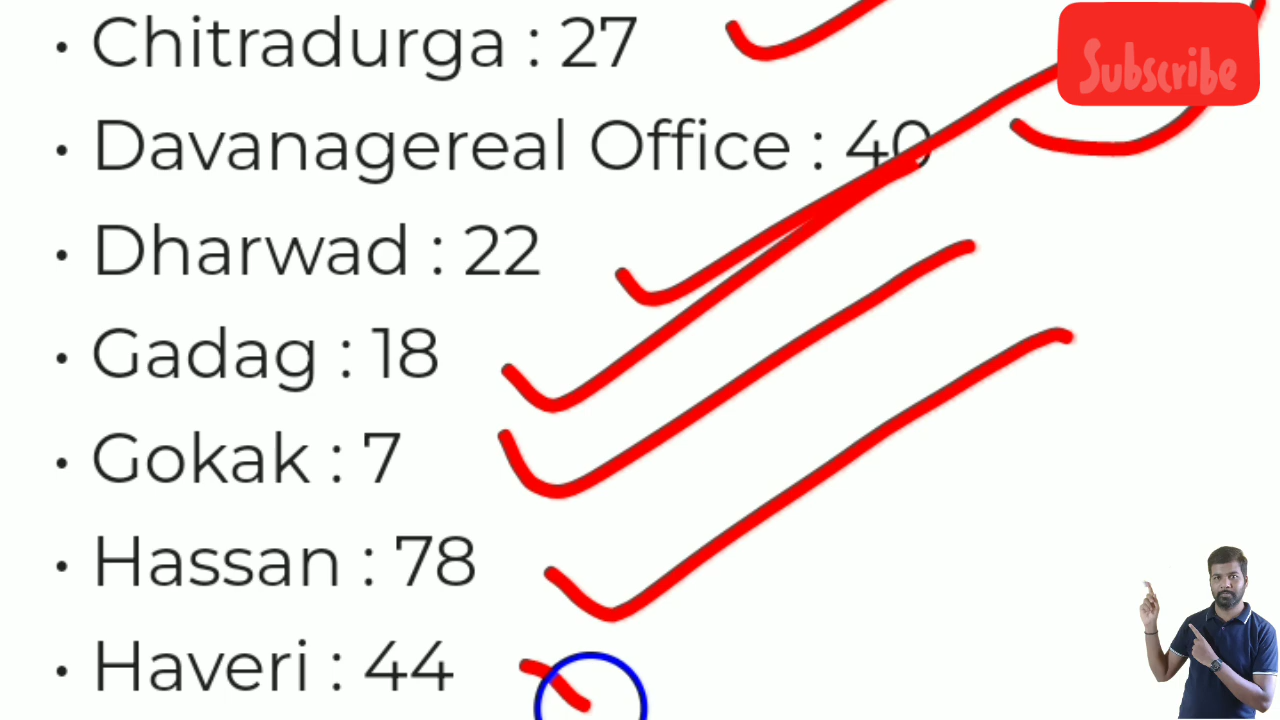 • Chitradurga : 27
Subscribe
• Davanagereal Office : 40
• Dharwad : 22
• Gadag : 18
• Gokak : 7
• Hassan : 78
• Haveri : 44